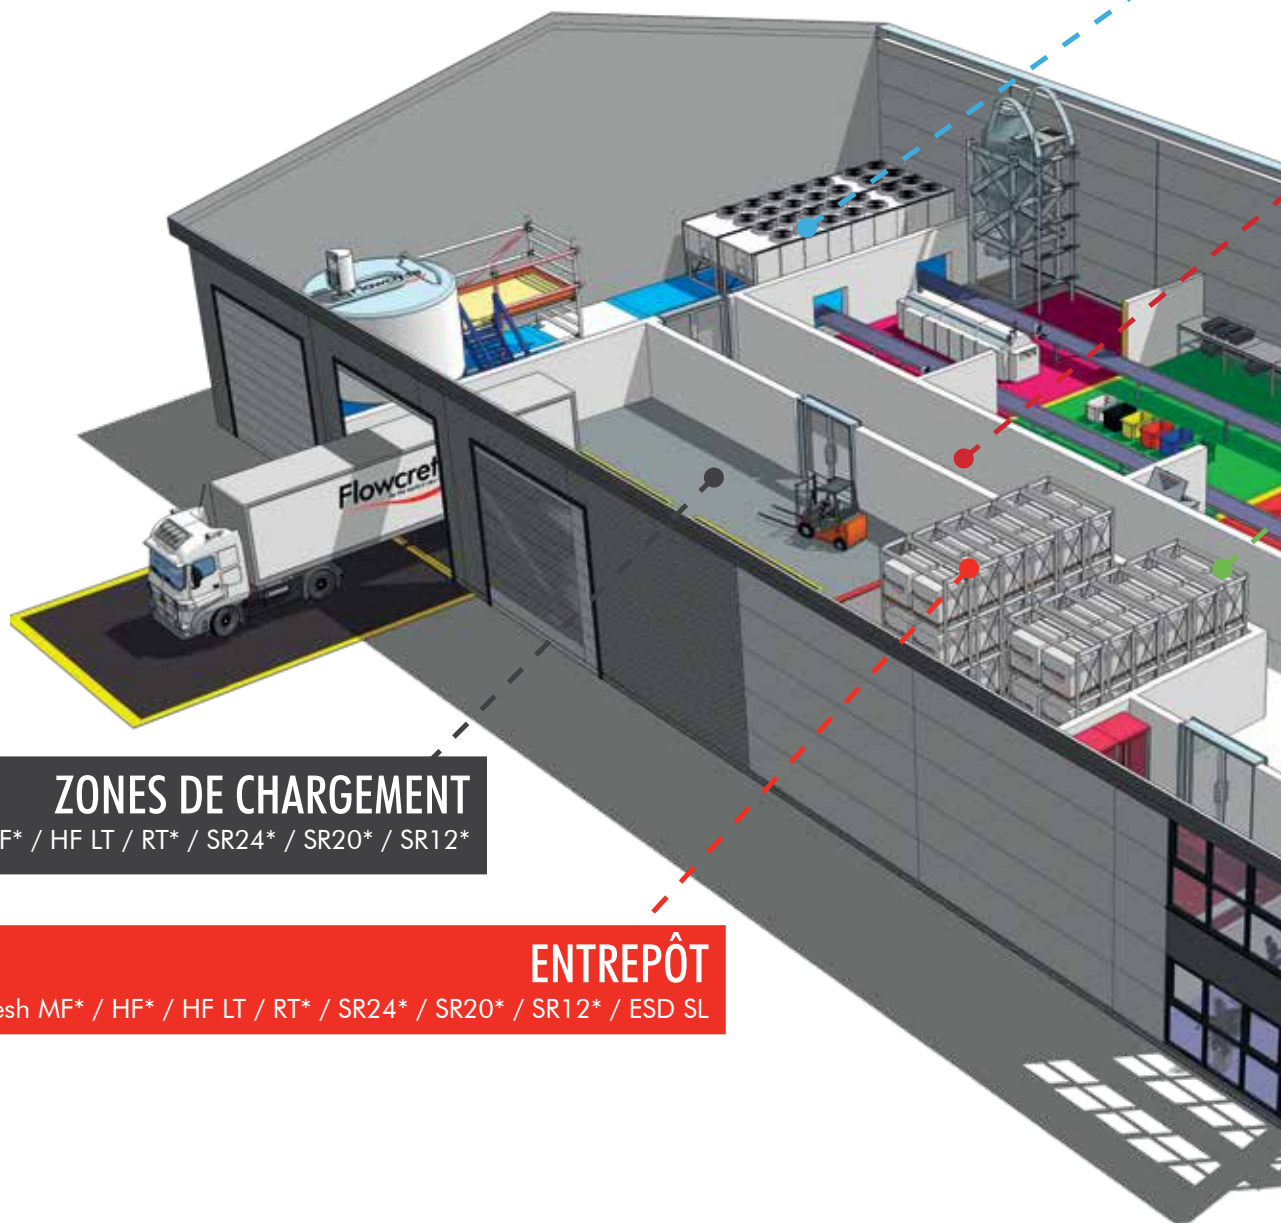 Flowcrete
Flowcret
ZONES DE CHARGEMENT
F* / HF LT / RT* / SR24* / SR20* / SR12*
ENTREPÔT
esh MF* / HF* / HF LT / RT* / SR24* / SR20* / SR12* / ESD SL